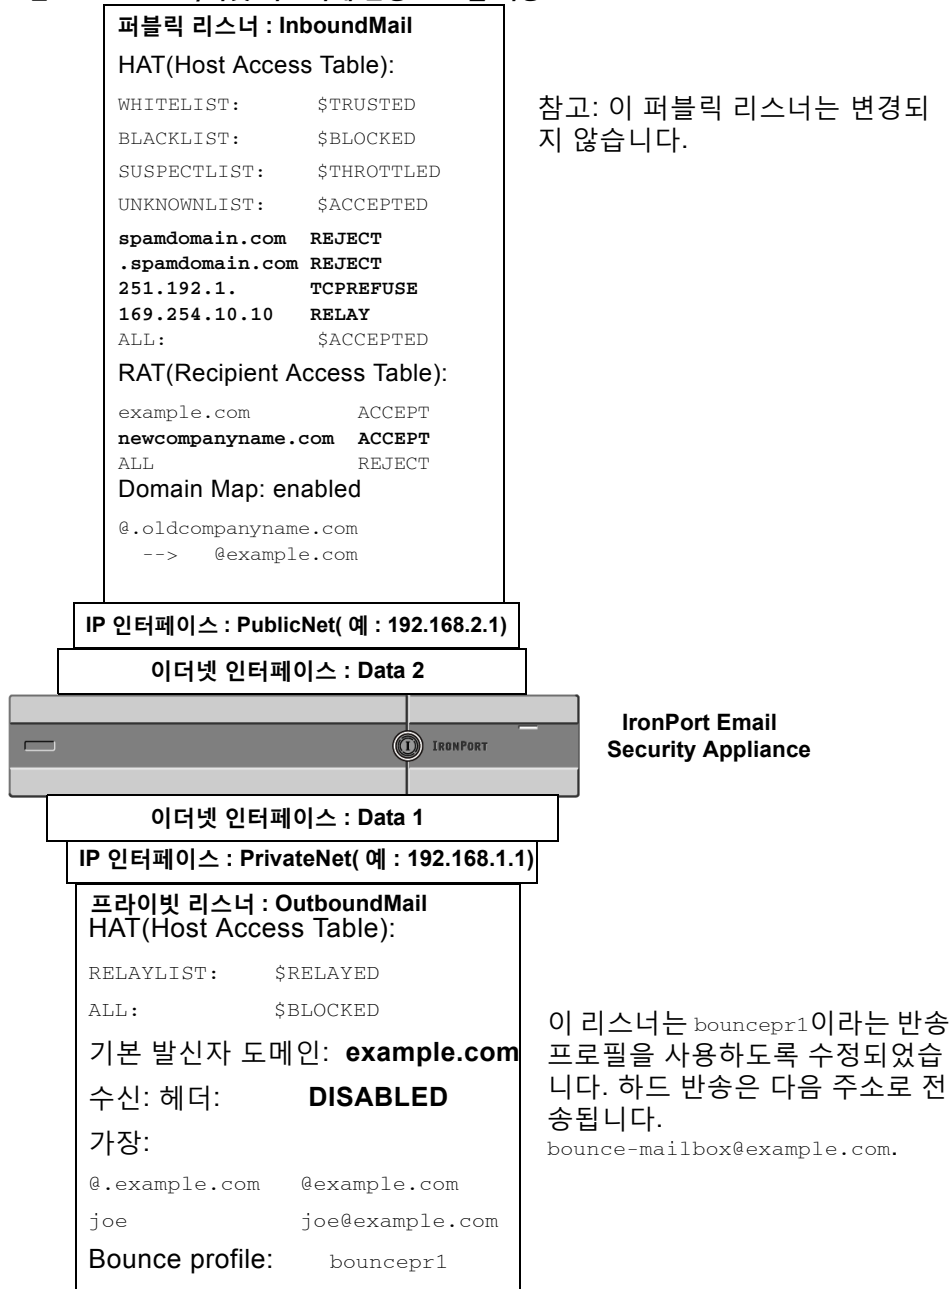 퍼블릭 리스너 : InboundMail
HAT(Host Access Table):
WHITELIST: $TRUSTED
BLACKLIST: $BLOCKED
SUSPECTLIST: $THROTTLED
UNKNOWNLIST: $ACCEPTED
spamdomain.com REJECT
.spamdomain.com REJECT
251.192.1. TCPREFUSE
169.254.10.10 RELAY
ALL: $ACCEPTED
RAT(Recipient Access Table):
example.com ACCEPT
newcompanyname.com ACCEPT
ALL REJECT
Domain Map: enabled
@.oldcompanyname.com
--> @example.com
참고: 이 퍼블릭 리스너는 변경되
지 않습니다.
IP 인터페이스 : PublicNet( 예 : 192.168.2.1)
이더넷 인터페이스 : Data 2
IRONPORT
IronPort Email
Security Appliance
이더넷 인터페이스 : Data 1
IP 인터페이스 : PrivateNet( 예 : 192.168.1.1)
프라이빗 리스너 : OutboundMail
HAT(Host Access Table):
RELAYLIST: $RELAYED
ALL: $BLOCKED
기본 발신자 도메인: example.com
수신: 헤더: DISABLED
가장:
@.example.com @example.com
joe joe@example.com
Bounce profile: bouncepr1
이 리스너는 bouncepr1이라는 반송
프로필을 사용하도록 수정되었습
니다. 하드 반송은 다음 주소로 전
송됩니다.
bounce-mailbox@example.com.